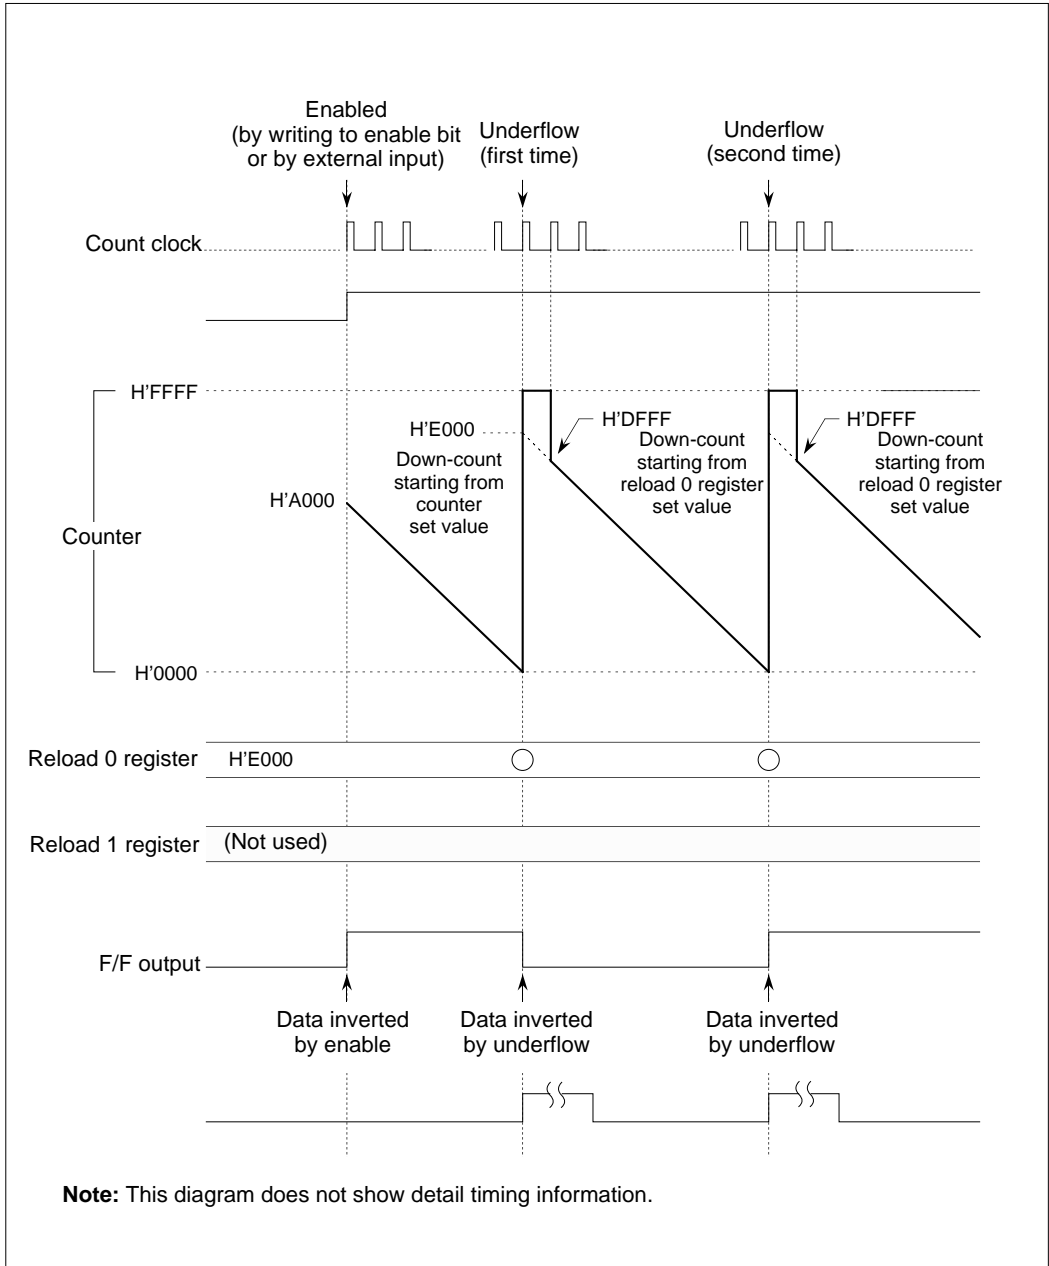 Enabled
(by writing to enable bit
or by external input)
Underflow
(first time)
Underflow
(second time)
Count clock
H'FFFF
H'E000
H'DFFF
H'DFFF
Down-count
starting from
counter
set value
Down-count
starting from
reload 0 register
set value
Down-count
starting from
reload 0 register
set value
H'A000
Counter
H'0000
Reload 0 register
H'E000
Reload 1 register
(Not used)
F/F output
Data inverted
by enable
Data inverted
by underflow
Data inverted
by underflow
Note: This diagram does not show detail timing information.